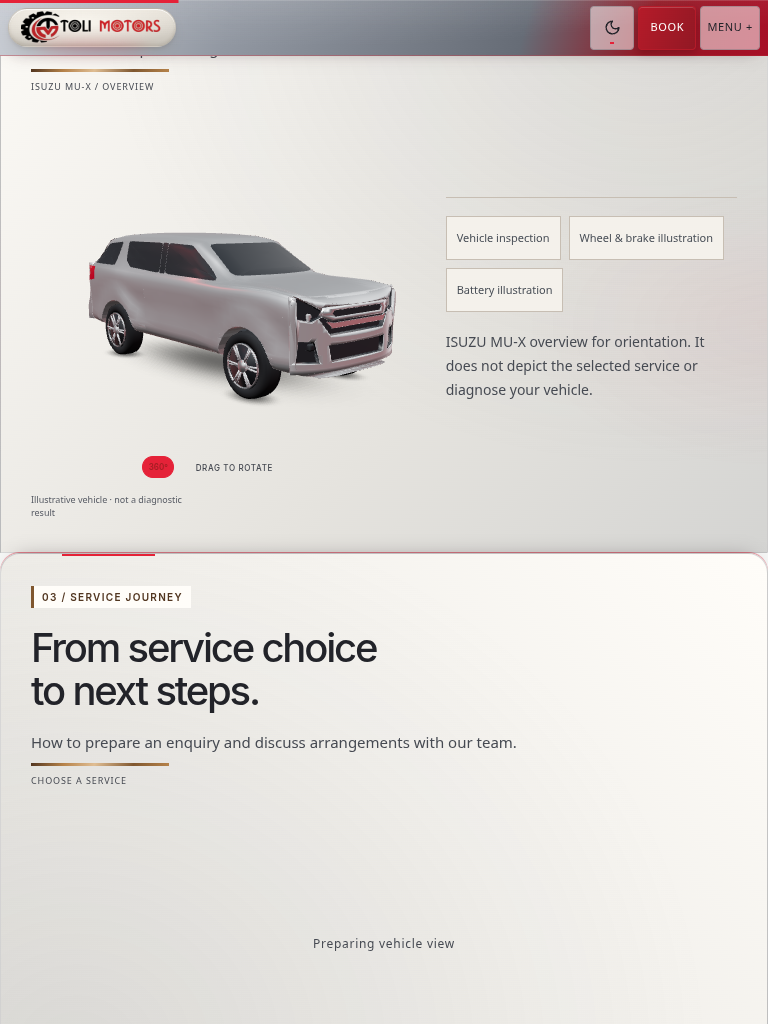 TOLI MOTORS
BOOK
MENU +
ISUZU MU-X / OVERVIEW
Vehicle inspection
Wheel & brake illustration
Battery illustration
ISUZU MU-X overview for orientation. It
does not depict the selected service or
diagnose your vehicle.
360°
DRAG TO ROTATE
Illustrative vehicle · not a diagnostic
result
03 / SERVICE JOURNEY
From service choice
to next steps.
How to prepare an enquiry and discuss arrangements with our team.
CHOOSE A SERVICE
Preparing vehicle view